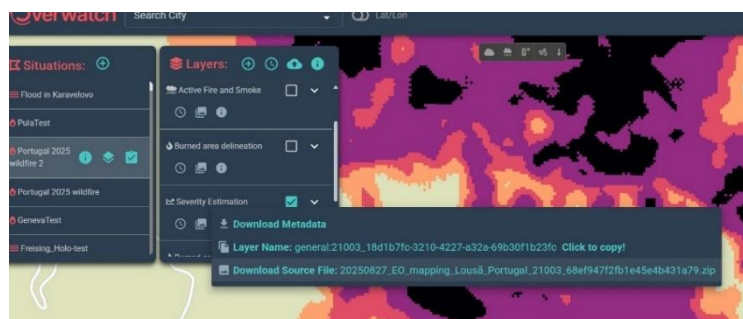 Overwatch
Search City
Lat/Lon
Situations:
Flood in Karavelovo
PulaTest
Portugal 2025
wildfire 2
Portugal 2025 wildfire
GenevaTest
Freising_Holo-test
Layers:
Active Fire and Smoke
Burned area delineation
Severity Estimation
Download Metadata
Layer Name: general:21003_18d1b7fc-3210-4227-a32a-69b30f1b23fc Click to copy!
Download Source File: 20250827_EO_mapping_Lousã_Portugal_21003_68ef947f2fb1e45e4b431a79.zip